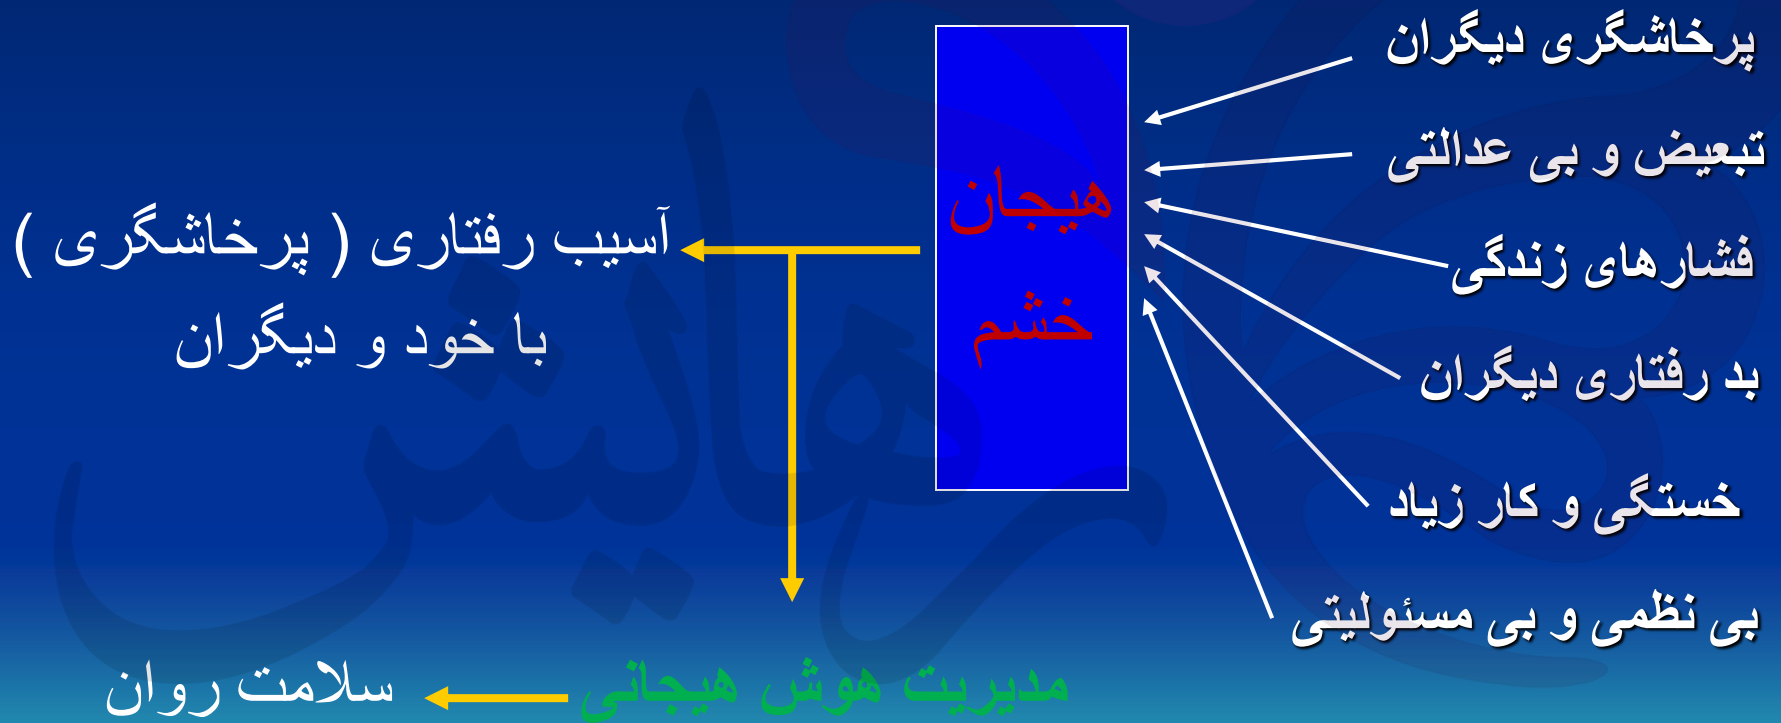 پرخاشگری دیگران
تبعیض و بی عدالتی
فشارهای زندگی
بد رفتاری دیگران
خستگی و کار زیاد
بی نظمی و بی مسئولیتی
هیجان
خشم
آسیب رفتاری ( پرخاشگری )
با خود و دیگران
مدیریت هوش هیجانی
سلامت روان
رهایش